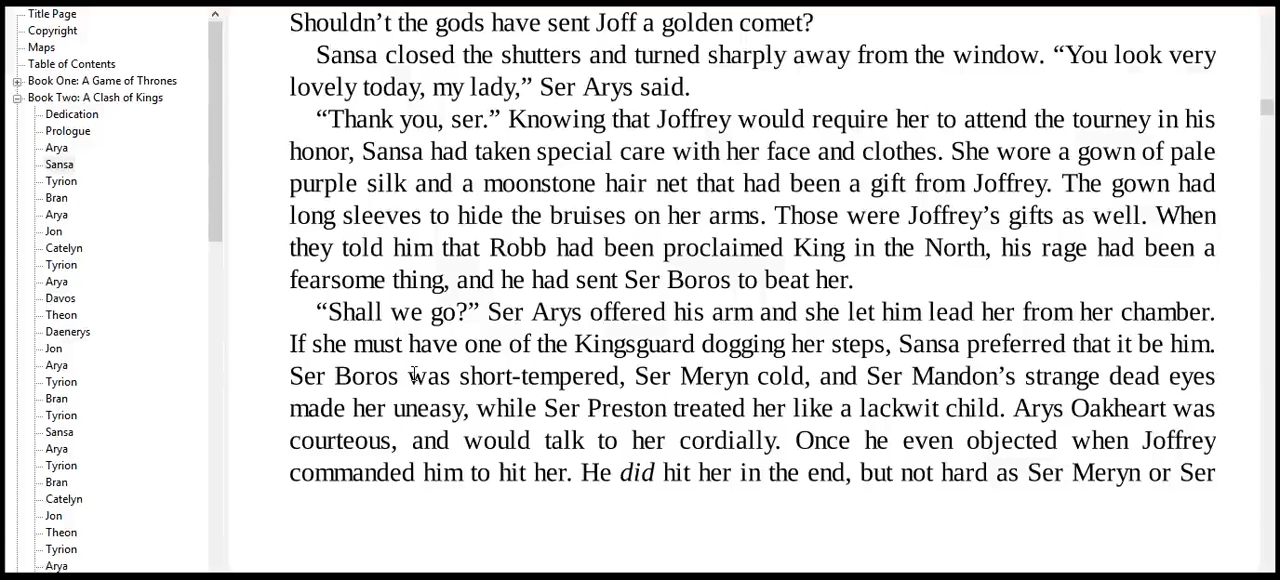 Title Page
Copyright
Maps
Table of Contents
Book One: A Game of Thrones
Book Two: A Clash of Kings
Dedication
Prologue
Arya
Sansa
Tyrion
Bran
Arya
Jon
Catelyn
Tyrion
Arya
Davos
Theon
Daenerys
Jon
Arya
Tyrion
Bran
Tyrion
Sansa
Arya
Tyrion
Bran
Catelyn
Jon
Theon
Tyrion
Arya
Shouldn’t the gods have sent Joff a golden comet?
Sansa closed the shutters and turned sharply away from the window. “You look very
lovely today, my lady,” Ser Arys said.
“Thank you, ser.” Knowing that Joffrey would require her to attend the tourney in his
honor, Sansa had taken special care with her face and clothes. She wore a gown of pale
purple silk and a moonstone hair net that had been a gift from Joffrey. The gown had
long sleeves to hide the bruises on her arms. Those were Joffrey’s gifts as well. When
they told him that Robb had been proclaimed King in the North, his rage had been a
fearsome thing, and he had sent Ser Boros to beat her.
“Shall we go?” Ser Arys offered his arm and she let him lead her from her chamber.
If she must have one of the Kingsguard dogging her steps, Sansa preferred that it be him.
Ser Boros was short-tempered, Ser Meryn cold, and Ser Mandon’s strange dead eyes
made her uneasy, while Ser Preston treated her like a lackwit child. Arys Oakheart was
courteous, and would talk to her cordially. Once he even objected when Joffrey
commanded him to hit her. He did hit her in the end, but not hard as Ser Meryn or Ser